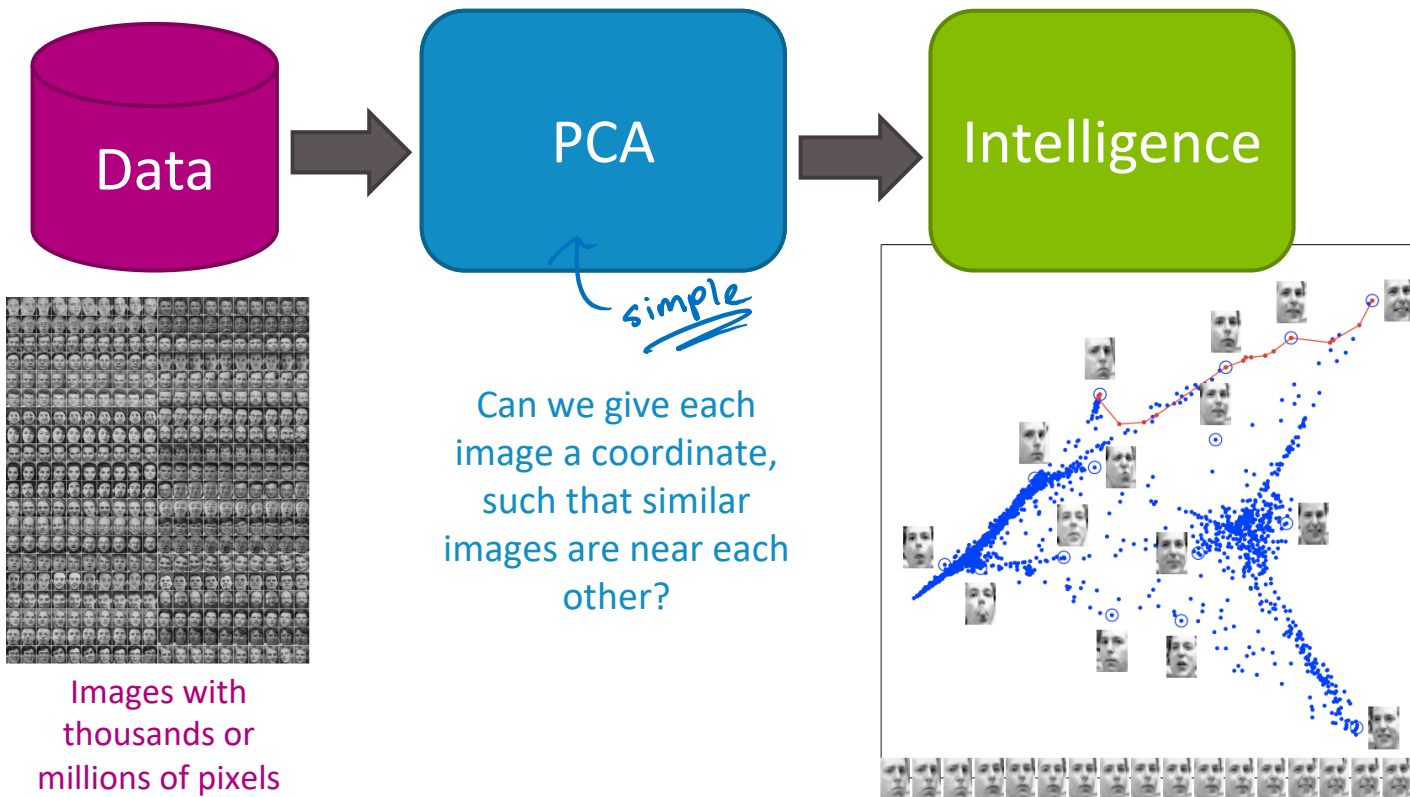 Data
PCA
Intelligence
simple
Can we give each
image a coordinate,
such that similar
images are near each
other?
Images with
thousands or
millions of pixels